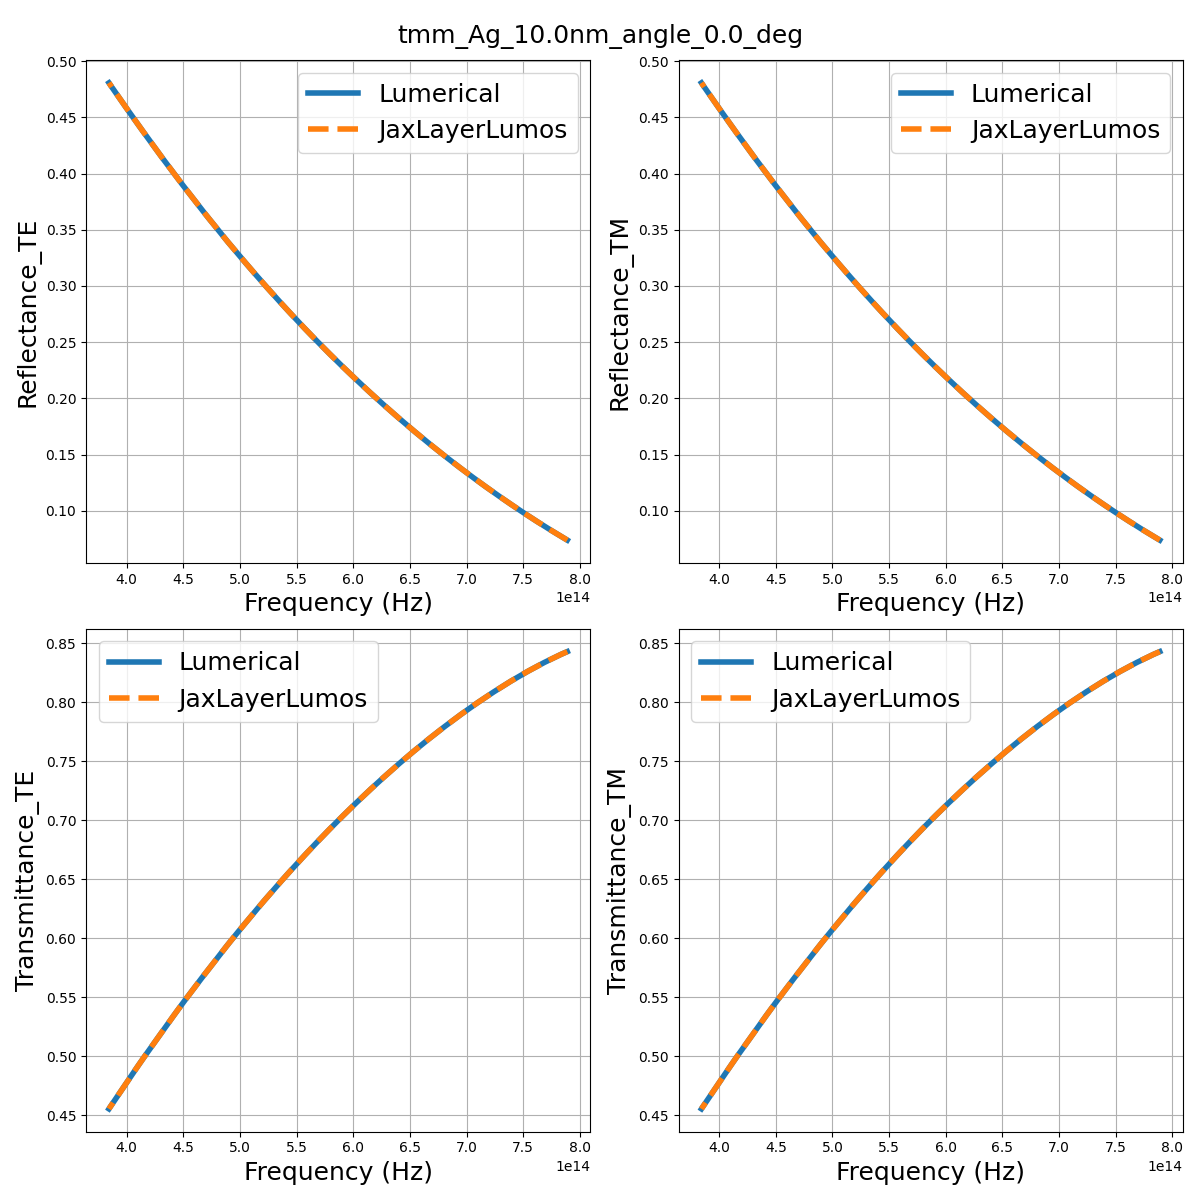 tmm_Ag_10.0nm_angle_0.0_deg
Reflectance_TE
0.50
0.45
0.40
0.35
0.30
0.25
0.20
0.15
0.10
Lumerical
JaxLayerLumos
4.0 4.5 5.0 5.5 6.0 6.5 7.0 7.5 8.0
1e14
Frequency (Hz)
Reflectance_TM
0.50
0.45
0.40
0.35
0.30
0.25
0.20
0.15
0.10
Lumerical
JaxLayerLumos
4.0 4.5 5.0 5.5 6.0 6.5 7.0 7.5 8.0
1e14
Frequency (Hz)
Transmittance_TE
0.85
0.80
0.75
0.70
0.65
0.60
0.55
0.50
0.45
Lumerical
JaxLayerLumos
4.0 4.5 5.0 5.5 6.0 6.5 7.0 7.5 8.0
1e14
Frequency (Hz)
Transmittance_TM
0.85
0.80
0.75
0.70
0.65
0.60
0.55
0.50
0.45
Lumerical
JaxLayerLumos
4.0 4.5 5.0 5.5 6.0 6.5 7.0 7.5 8.0
1e14
Frequency (Hz)